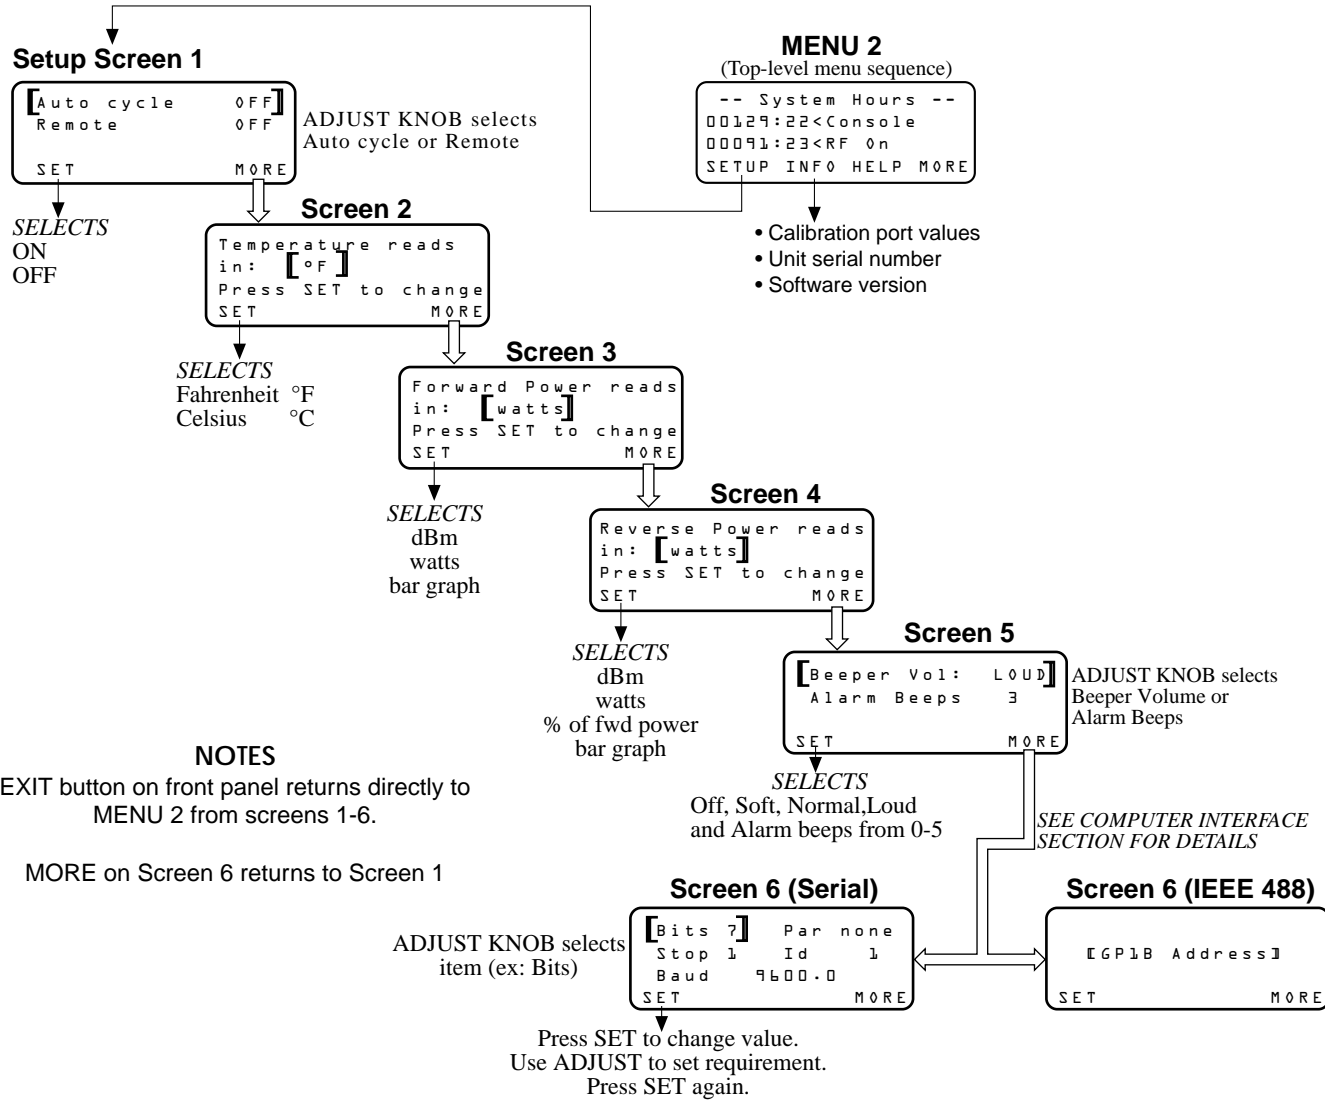 Setup Screen 1
[Auto cycle OFF]
Remote OFF
SET MORE
ADJUST KNOB selects
Auto cycle or Remote
SELECTS
ON
OFF
MENU 2
(Top-level menu sequence)
-- System Hours --
00129:22<Console
00091:23<RF On
SETUP INFO HELP MORE
• Calibration port values
• Unit serial number
• Software version
Screen 2
Temperature reads
in: [°F]
Press SET to change
SET MORE
SELECTS
Fahrenheit °F
Celsius °C
Screen 3
Forward Power reads
in: [watts]
Press SET to change
SET MORE
SELECTS
dBm
watts
bar graph
Screen 4
Reverse Power reads
in: [watts]
Press SET to change
SET MORE
SELECTS
dBm
watts
% of fwd power
bar graph
Screen 5
[Beeper Vol: LOUD]
Alarm Beeps 3
SET MORE
ADJUST KNOB selects
Beeper Volume or
Alarm Beeps
SELECTS
Off, Soft, Normal,Loud
and Alarm beeps from 0-5
NOTES
EXIT button on front panel returns directly to
MENU 2 from screens 1-6.
MORE on Screen 6 returns to Screen 1
SEE COMPUTER INTERFACE
SECTION FOR DETAILS
Screen 6 (Serial)
[Bits 7] Par none
Stop 1 Id 1
Baud 9600.0
SET MORE
ADJUST KNOB selects
item (ex: Bits)
Press SET to change value.
Use ADJUST to set requirement.
Press SET again.
Screen 6 (IEEE 488)
[GP1B Address]
SET MORE